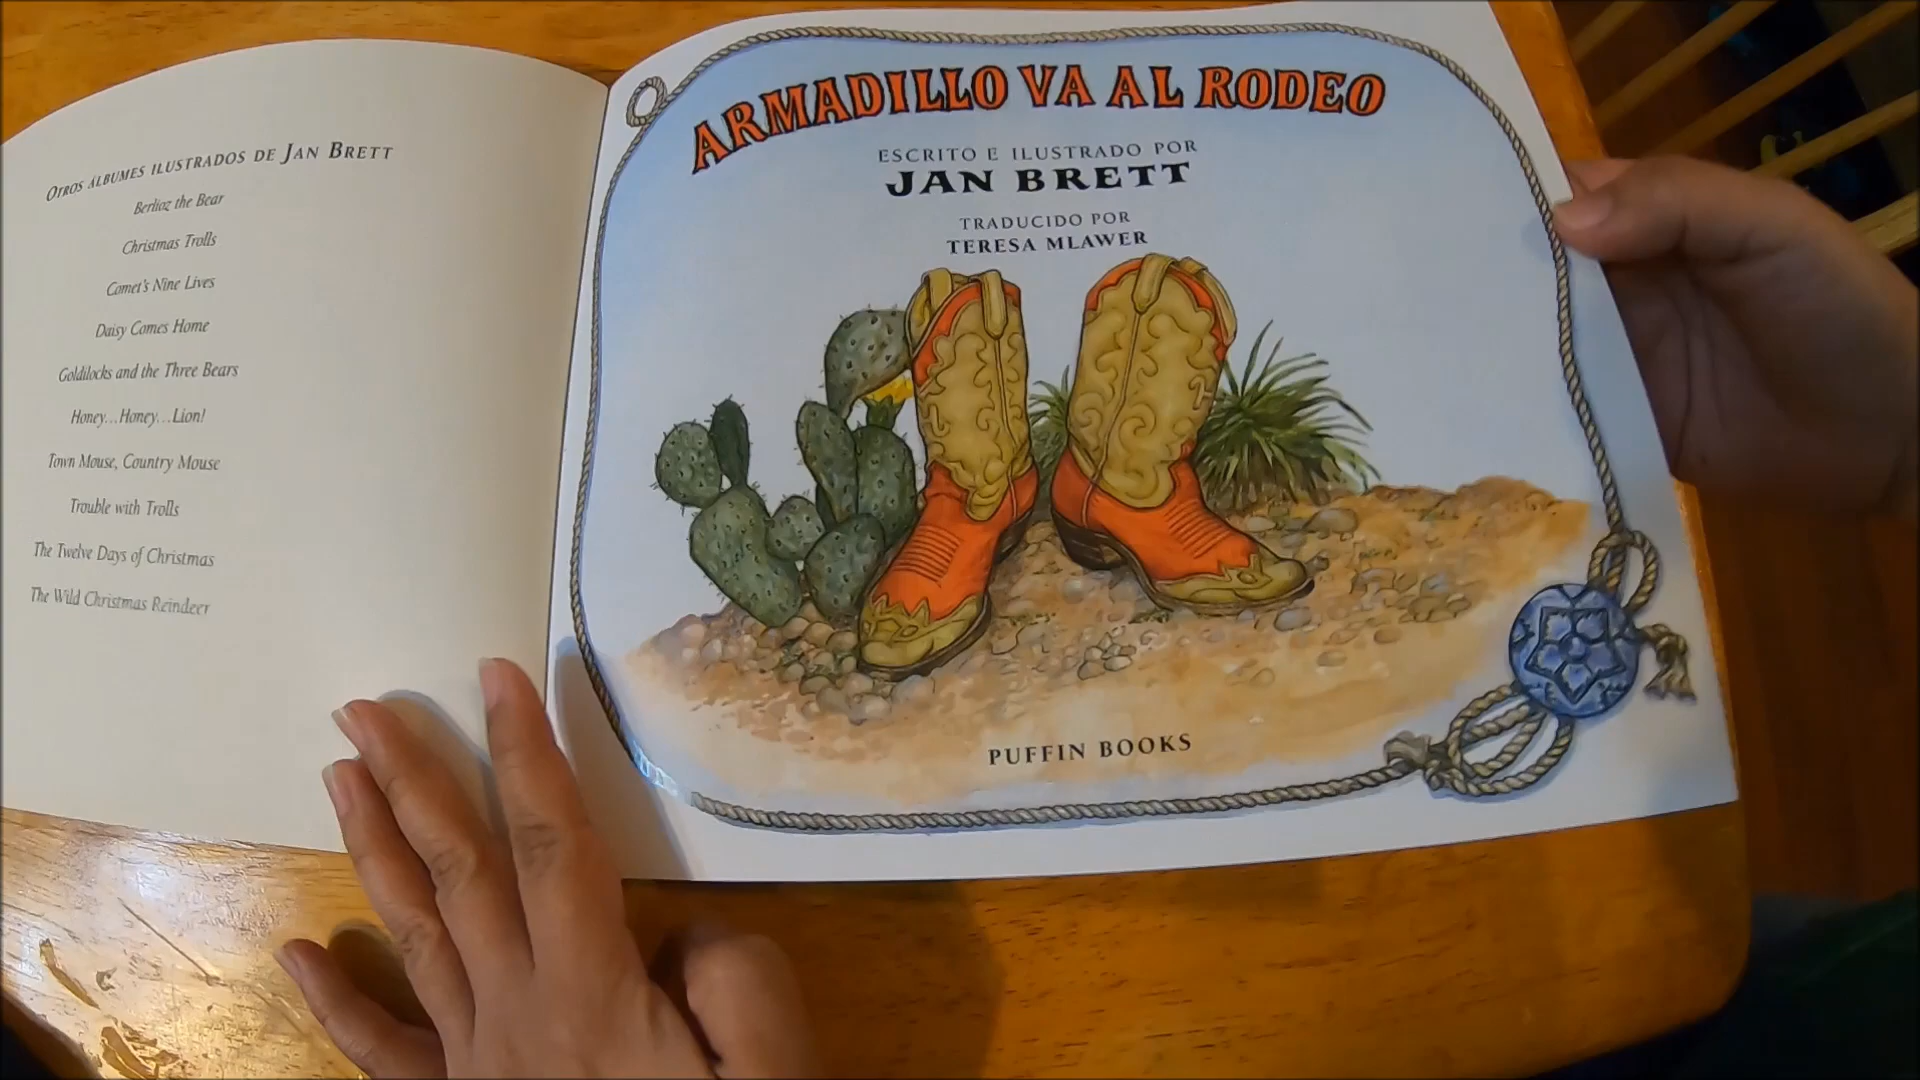 OTROS ÁLBUMES ILUSTRADOS DE JAN BRETT
Berlioz the Bear
Christmas Trolls
Comet's Nine Lives
Daisy Comes Home
Goldilocks and the Three Bears
Honey...Honey...Lion!
Town Mouse, Country Mouse
Trouble with Trolls
The Twelve Days of Christmas
The Wild Christmas Reindeer
ARMADILLO VA AL RODEO
ESCRITO E ILUSTRADO POR
JAN BRETT
TRADUCIDO POR
TERESA MLAWER
PUFFIN BOOKS